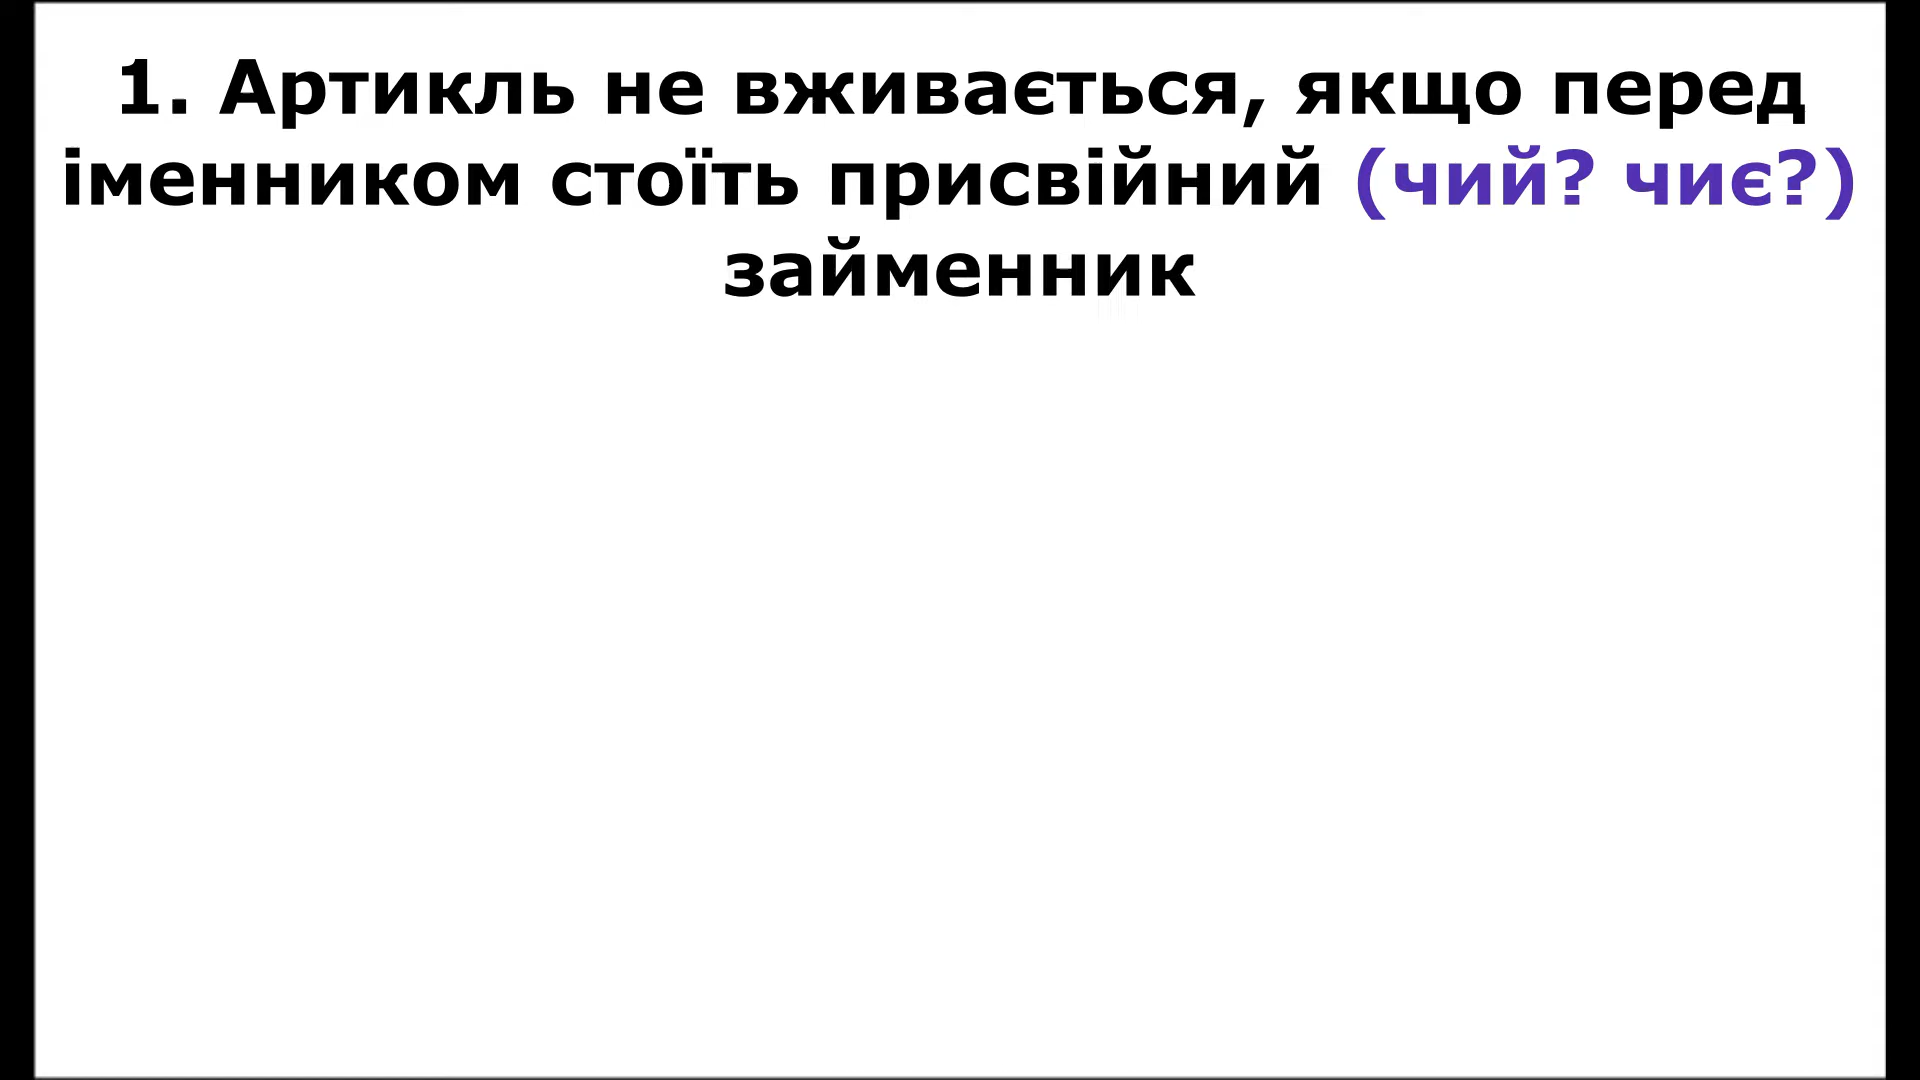 1. Артикль не вживається, якщо перед
іменником стоїть присвійний (чий? чиє?)
займенник